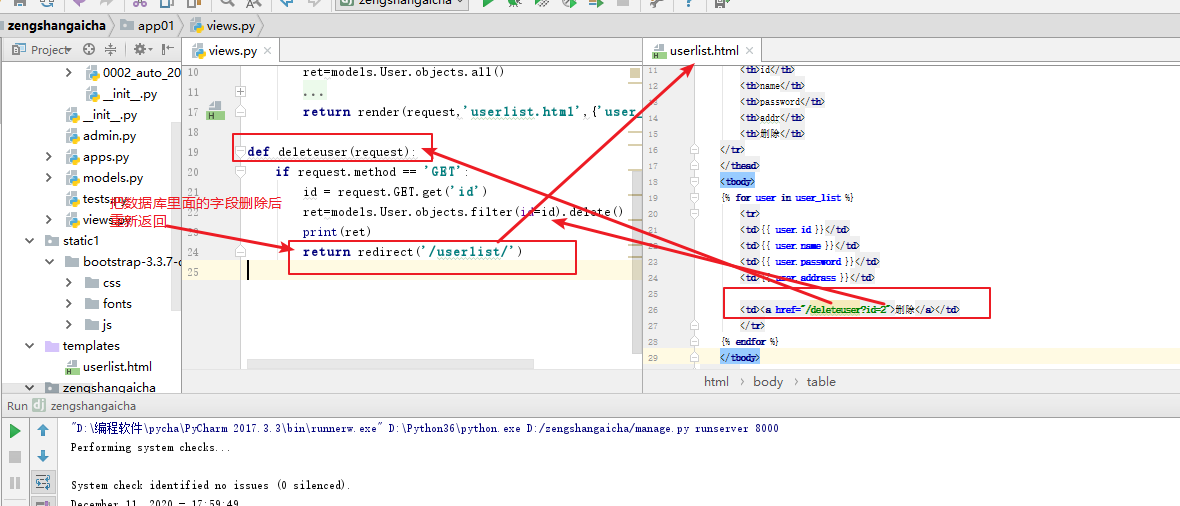 zengshangaicha
zengshangaicha
app01
views.py
Project
views.py
userlist.html
0002_auto_20
__init__.py
__init__.py
admin.py
apps.py
models.py
tests.py
views.py
static1
bootstrap-3.3.7-d
css
fonts
js
templates
userlist.html
zengshangaicha
10 ret=models.User.objects.all()
11 ...
17 return render(request,'userlist.html',{'user
18
19 def deleteuser(request):
20 if request.method == 'GET':
21 id = request.GET.get('id')
22 ret=models.User.objects.filter(id=id).delete()
23 print(ret)
24 return redirect('/userlist/')
25
把数据库里面的字段删除后
重新返回
11 <th>id</th>
12 <th>name</th>
13 <th>password</th>
14 <th>addr</th>
15 <th>删除</th>
16 </tr>
17 </thead>
18 <tbody>
19 {% for user in user_list %}
20 <tr>
21 <td>{{ user.id }}</td>
22 <td>{{ user.name }}</td>
23 <td>{{ user.password }}</td>
24 <td>{{ user.addrass }}</td>
25
26 <td><a href="/deleteuser?id=2">删除</a></td>
27 </tr>
28 {% endfor %}
29 </tbody>
html › body › table
Run zengshangaicha
"D:\编程软件\pycha\PyCharm 2017.3.3\bin\runnerw.exe" D:\Python36\python.exe D:/zengshangaicha/manage.py runserver 8000
Performing system checks...
System check identified no issues (0 silenced).
December 11, 2020 - 17:59:49